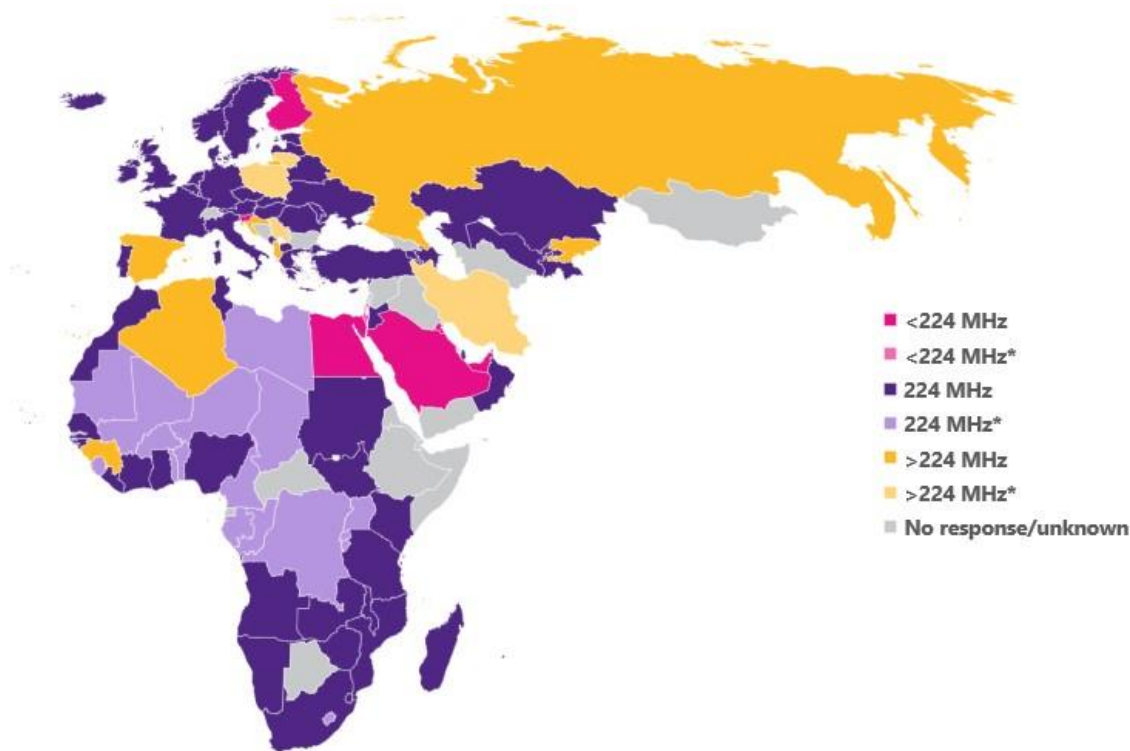 <224 MHz
<224 MHz*
224 MHz
224 MHz*
>224 MHz
>224 MHz*
No response/unknown